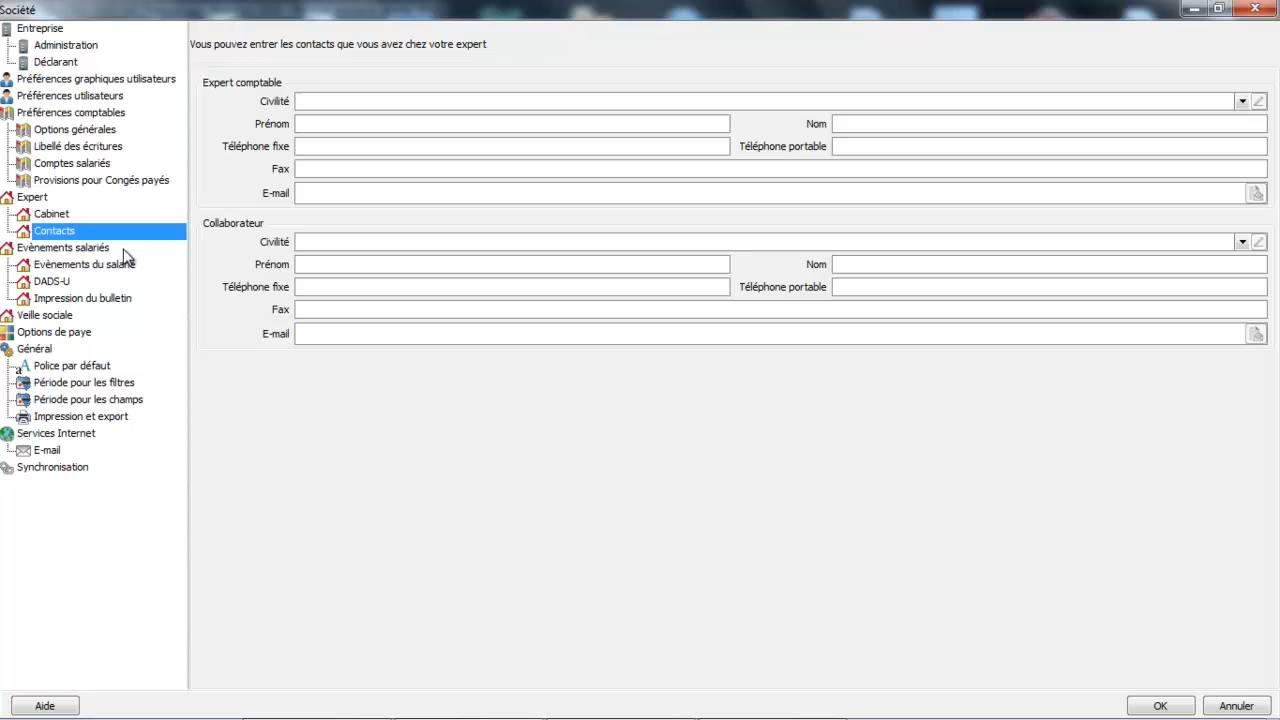 Société
Entreprise
Administration
Déclarant
Préférences graphiques utilisateurs
Préférences utilisateurs
Préférences comptables
Options générales
Libellé des écritures
Comptes salariés
Provisions pour Congés payés
Expert
Cabinet
Contacts
Evènements salariés
Evènements du salarié
DADS-U
Impression du bulletin
Veille sociale
Options de paye
Général
Police par défaut
Période pour les filtres
Période pour les champs
Impression et export
Services Internet
E-mail
Synchronisation
Vous pouvez entrer les contacts que vous avez chez votre expert
Expert comptable
Civilité
Prénom Nom
Téléphone fixe Téléphone portable
Fax
E-mail
Collaborateur
Civilité
Prénom Nom
Téléphone fixe Téléphone portable
Fax
E-mail
Aide OK Annuler